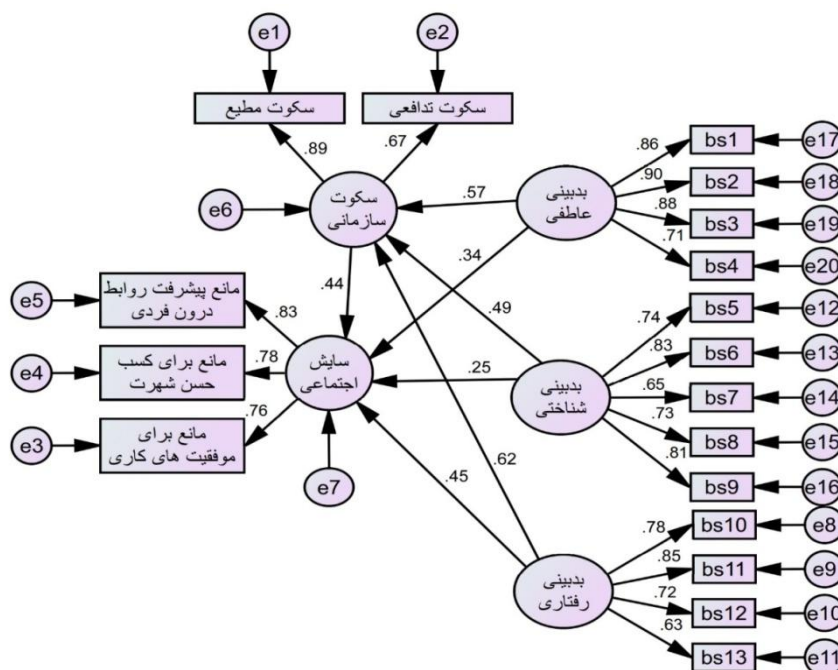 e1
e2
سکوت مطیع
سکوت تدافعی
.89
.67
e6
سکوت
سازمانی
.57
بدبینی
عاطفی
.86
bs1
e17
.90
bs2
e18
.88
bs3
e19
.71
bs4
e20
.34
.44
.49
e5
مانع پیشرفت روابط
درون فردی
.83
e4
مانع برای کسب
حسن شهرت
.78
e3
مانع برای
موفقیت های کاری
.76
سایش
اجتماعی
.25
بدبینی
شناختی
.74
bs5
e12
.83
bs6
e13
.65
bs7
e14
.73
bs8
e15
.81
bs9
e16
e7
.45
.62
بدبینی
رفتاری
.78
bs10
e8
.85
bs11
e9
.72
bs12
e10
.63
bs13
e11